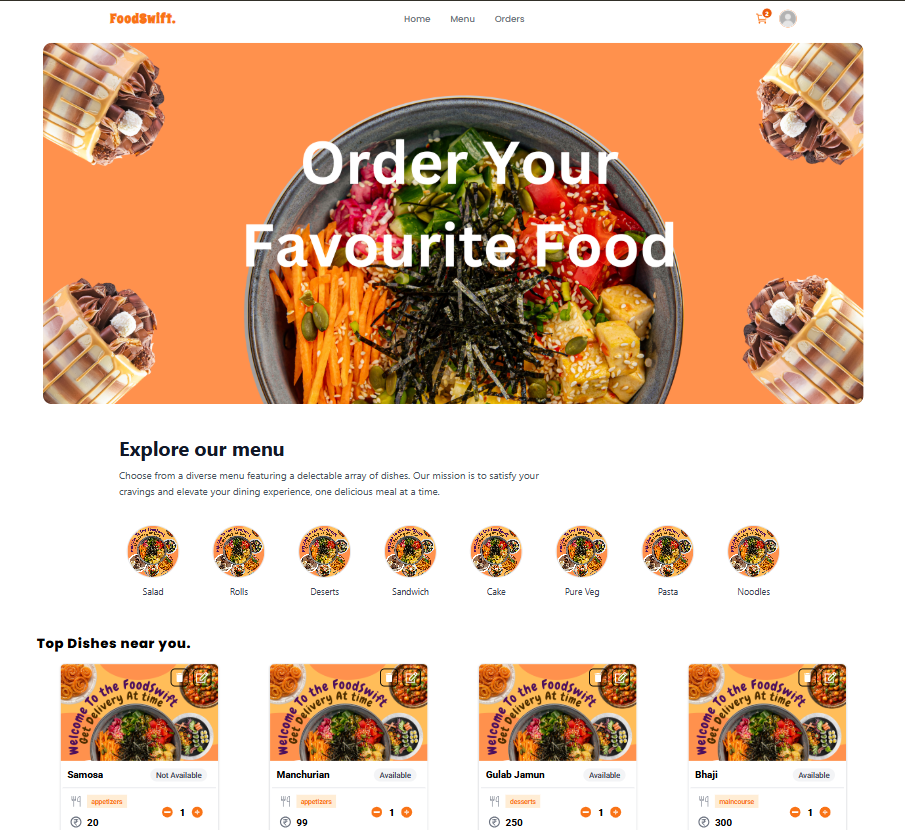 FoodSwift.
Home Menu Orders
2
Order Your
Favourite Food
Explore our menu
Choose from a diverse menu featuring a delectable array of dishes. Our mission is to satisfy your
cravings and elevate your dining experience, one delicious meal at a time.
Salad Rolls Deserts Sandwich Cake Pure Veg Pasta Noodles
Top Dishes near you.
Welcome To the FoodSwift
Get Delivery At time
Welcome To the FoodSwift
Get Delivery At time
Welcome To the FoodSwift
Get Delivery At time
Welcome To the FoodSwift
Get Delivery At time
Samosa Not Available Manchurian Available Gulab Jamun Available Bhaji Available
appetizers appetizers desserts maincourse
1 1 1 1
20 99 250 300